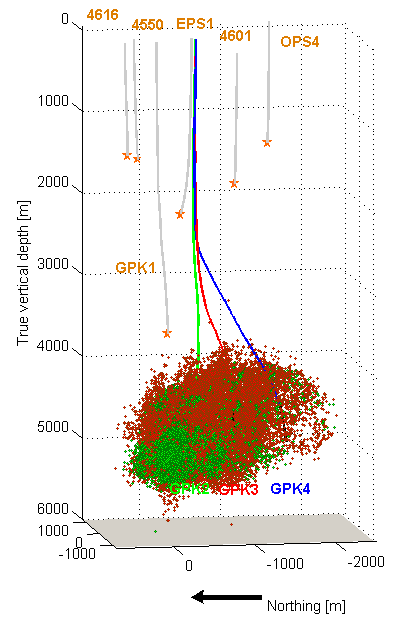 4616
4550
EPS1
4601
OPS4
0
1000
2000
3000
4000
5000
6000
True vertical depth [m]
GPK1
GPK2 GPK3 GPK4
1000
0
-1000
0
-1000
-2000
Northing [m]